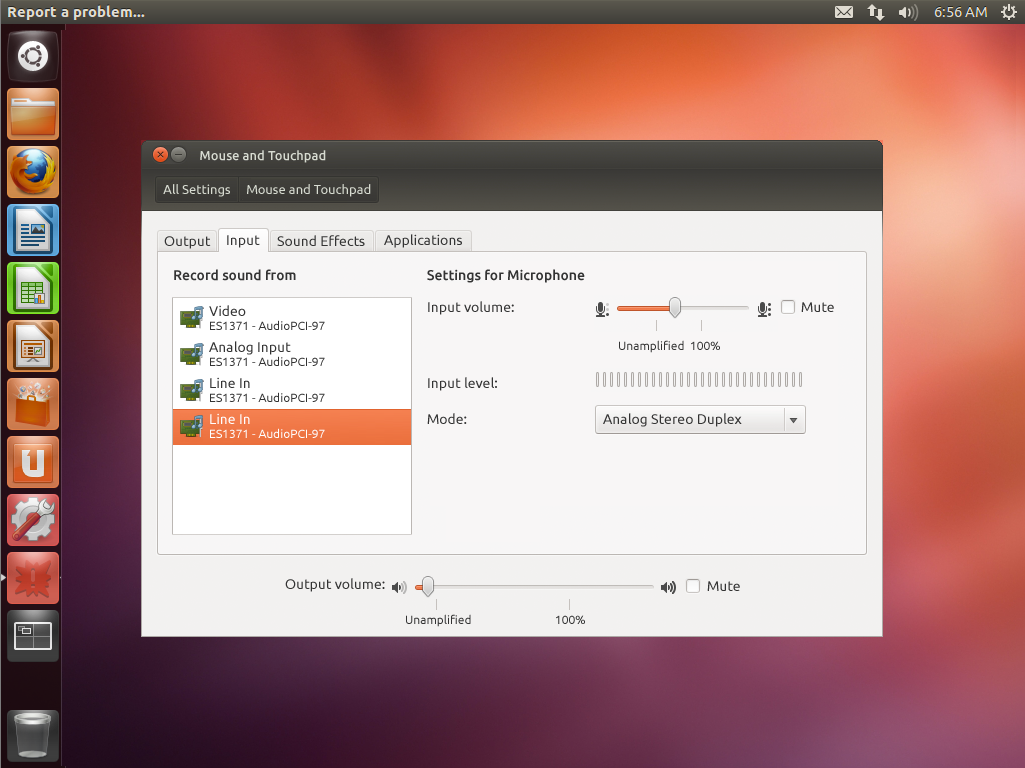 Report a problem...
6:56 AM
Mouse and Touchpad
All Settings
Mouse and Touchpad
Output
Input
Sound Effects
Applications
Record sound from
Video
ES1371 - AudioPCI-97
Analog Input
ES1371 - AudioPCI-97
Line In
ES1371 - AudioPCI-97
Line In
ES1371 - AudioPCI-97
Settings for Microphone
Input volume:
Mute
Unamplified
100%
Input level:
Mode:
Analog Stereo Duplex
Output volume:
Mute
Unamplified
100%